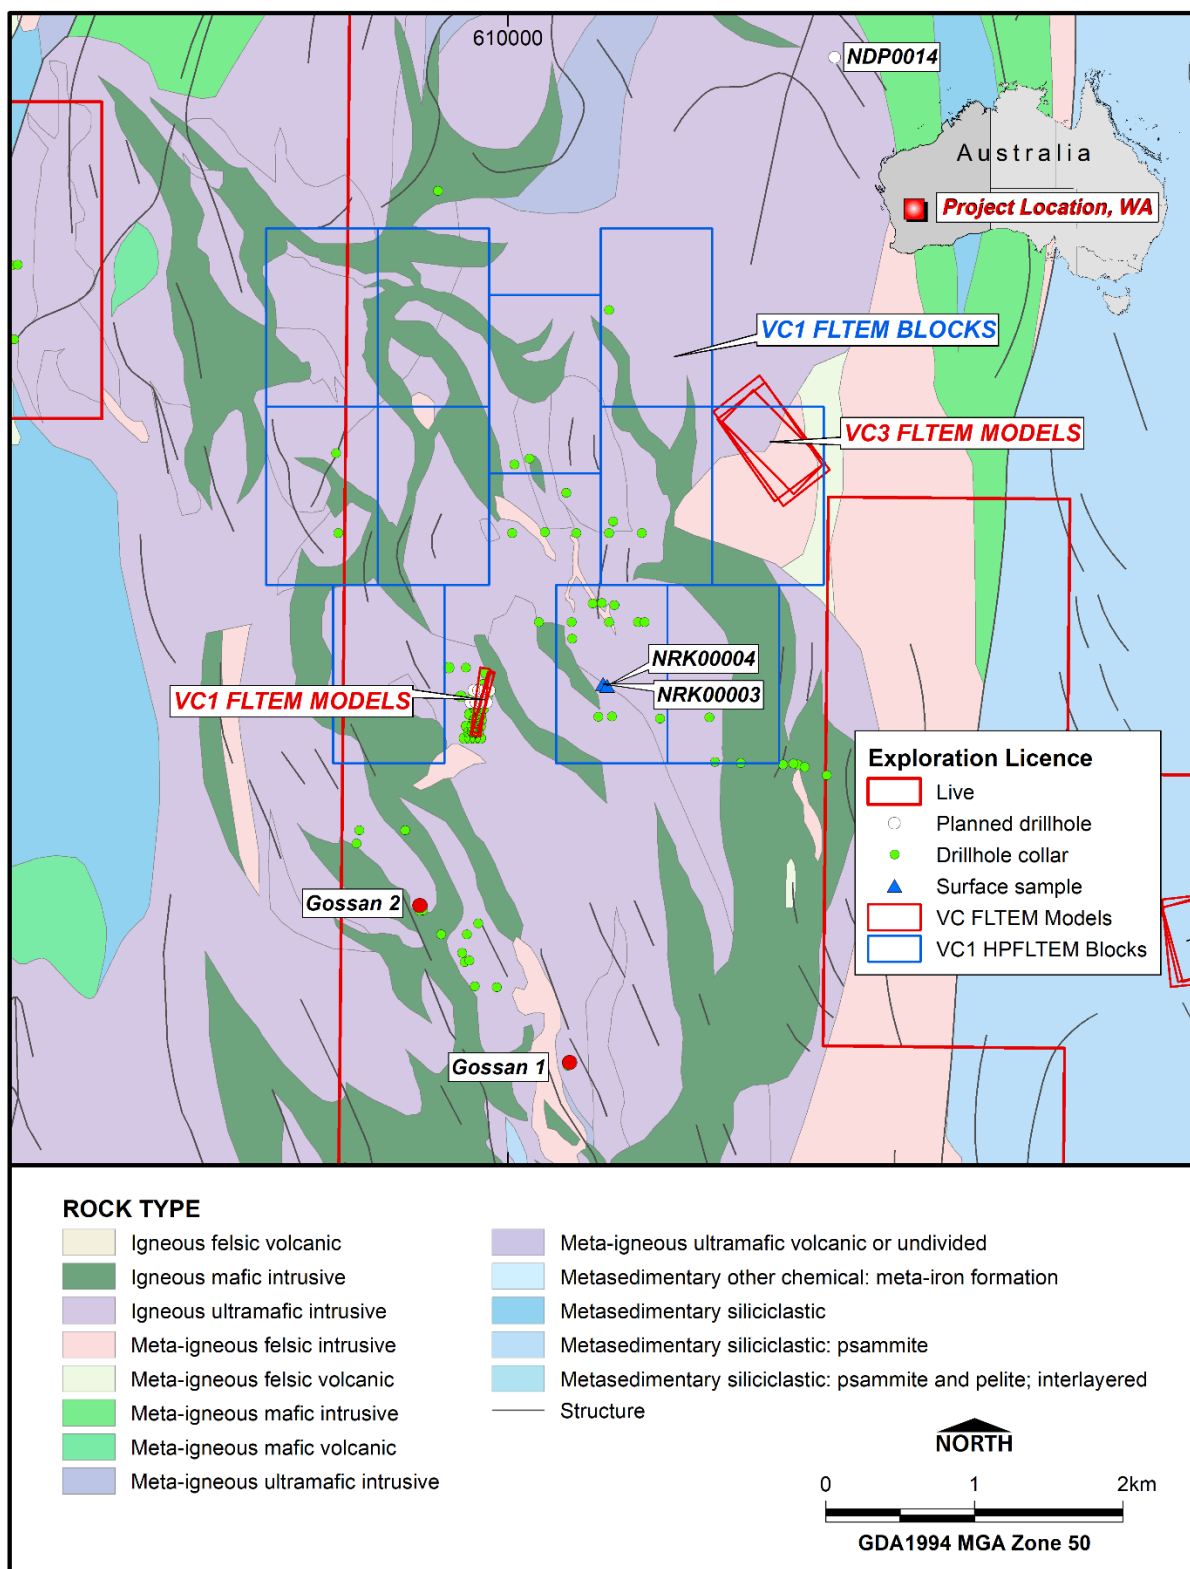 610000
NDP0014
Australia
Project Location, WA
VC1 FLTEM BLOCKS
VC3 FLTEM MODELS
NRK00004
NRK00003
VC1 FLTEM MODELS
Exploration Licence
Live
Planned drillhole
Drillhole collar
Surface sample
VC FLTEM Models
VC1 HPFLTEM Blocks
Gossan 2
Gossan 1
ROCK TYPE
Igneous felsic volcanic
Igneous mafic intrusive
Igneous ultramafic intrusive
Meta-igneous felsic intrusive
Meta-igneous felsic volcanic
Meta-igneous mafic intrusive
Meta-igneous mafic volcanic
Meta-igneous ultramafic intrusive
Meta-igneous ultramafic volcanic or undivided
Metasedimentary other chemical: meta-iron formation
Metasedimentary siliciclastic
Metasedimentary siliciclastic: psammite
Metasedimentary siliciclastic: psammite and pelite; interlayered
Structure
NORTH
0 1 2km
GDA1994 MGA Zone 50